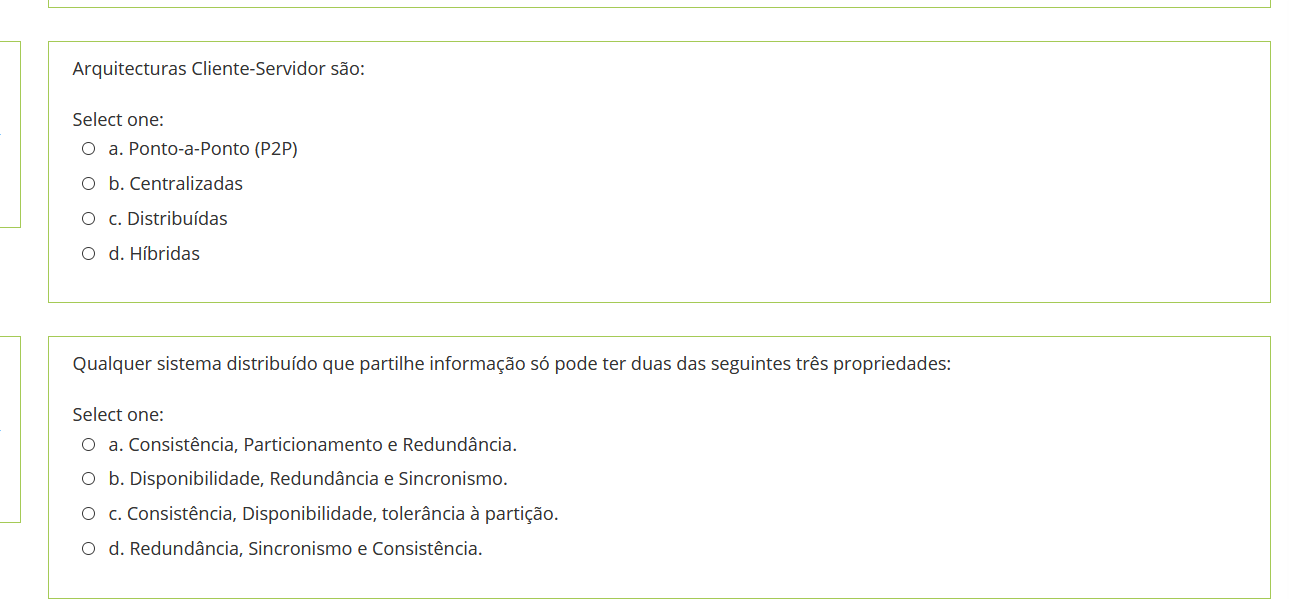 Arquitecturas Cliente-Servidor são:
Select one:
a. Ponto-a-Ponto (P2P)
b. Centralizadas
c. Distribuídas
d. Híbridas
Qualquer sistema distribuído que partilhe informação só pode ter duas das seguintes três propriedades:
Select one:
a. Consistência, Particionamento e Redundância.
b. Disponibilidade, Redundância e Sincronismo.
c. Consistência, Disponibilidade, tolerância à partição.
d. Redundância, Sincronismo e Consistência.